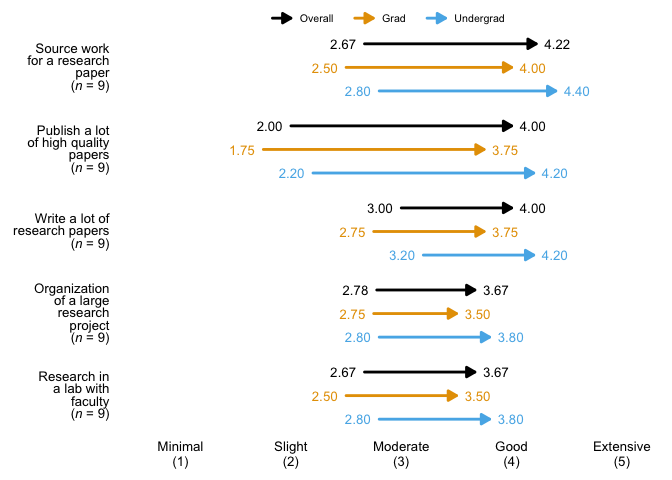 Overall Grad Undergrad
Source work
for a research
paper
(n = 9)
2.67 4.22
2.50 4.00
2.80 4.40
Publish a lot
of high quality
papers
(n = 9)
2.00 4.00
1.75 3.75
2.20 4.20
Write a lot of
research papers
(n = 9)
3.00 4.00
2.75 3.75
3.20 4.20
Organization
of a large
research
project
(n = 9)
2.78 3.67
2.75 3.50
2.80 3.80
Research in
a lab with
faculty
(n = 9)
2.67 3.67
2.50 3.50
2.80 3.80
Minimal Slight Moderate Good Extensive
(1) (2) (3) (4) (5)